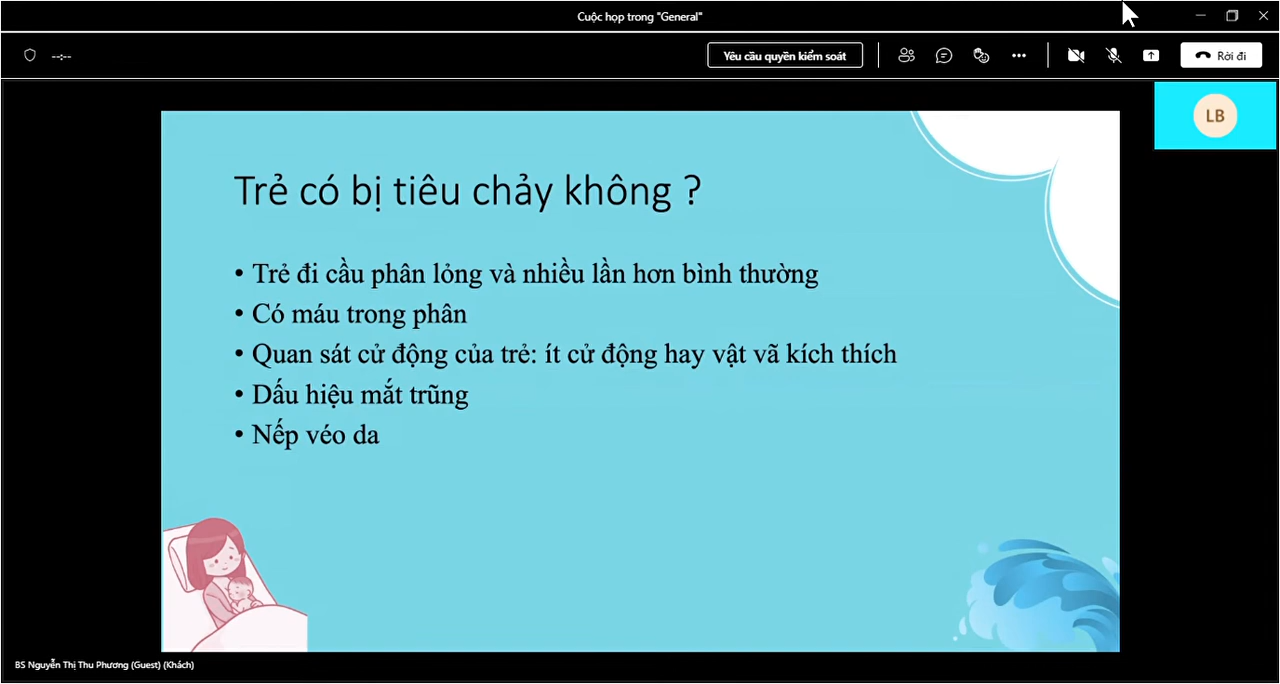 Cuộc họp trong "General"
--:--
Yêu cầu quyền kiểm soát
Rời đi
LB
Trẻ có bị tiêu chảy không ?
• Trẻ đi cầu phân lỏng và nhiều lần hơn bình thường
• Có máu trong phân
• Quan sát cử động của trẻ: ít cử động hay vật vã kích thích
• Dấu hiệu mắt trũng
• Nếp véo da
BS Nguyễn Thị Thu Phương (Guest) (Khách)